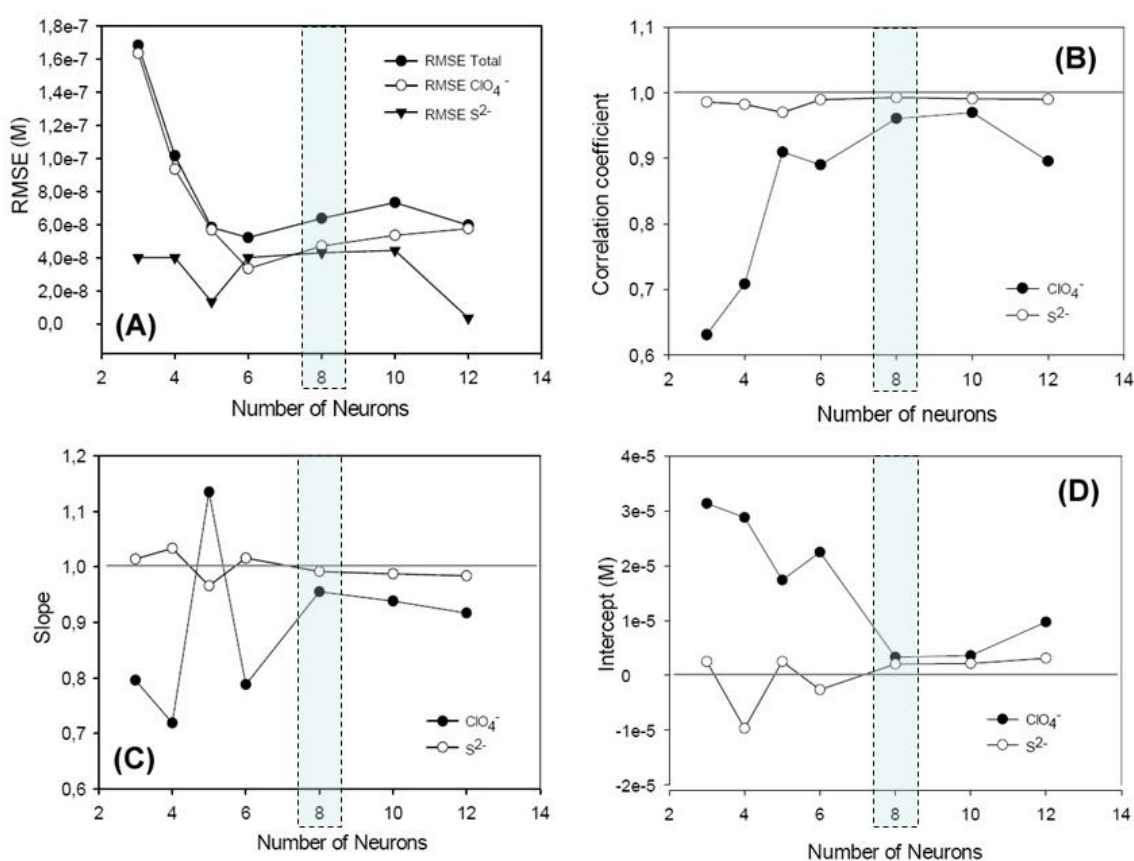 1,8e-7
1,6e-7
1,4e-7
1,2e-7
1,0e-7
8,0e-8
6,0e-8
4,0e-8
2,0e-8
0,0
RMSE (M)
RMSE Total
RMSE ClO₄⁻
RMSE S²⁻
(A)
2 4 6 8 10 12 14
Number of Neurons
1,1
1,0
0,9
0,8
0,7
0,6
Correlation coefficient
(B)
ClO₄⁻
S²⁻
2 4 6 8 10 12 14
Number of neurons
1,2
1,1
1,0
0,9
0,8
0,7
0,6
Slope
ClO₄⁻
S²⁻
(C)
2 4 6 8 10 12 14
Number of Neurons
4e-5
3e-5
2e-5
1e-5
0
-1e-5
-2e-5
Intercept (M)
(D)
ClO₄⁻
S²⁻
2 4 6 8 10 12 14
Number of Neurons